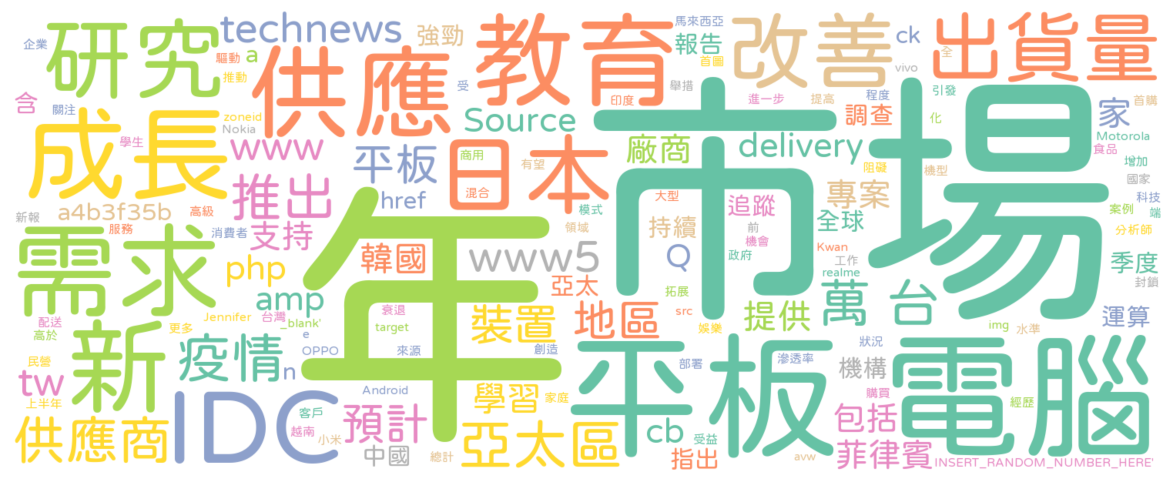 市場
年
平板電腦
教育
供應
需求
成長
研究
日本
IDC
新
改善
出貨量
亞太區
供應商
疫情
推出
technews
www
www5
平板
Source
delivery
廠商
報告
強勁
ck
家
調查
專案
追蹤
持續
全球
萬
台
季度
運算
提供
地區
亞太
裝置
韓國
支持
href
a4b3f35b
php
amp
a
含
tw
n
預計
中國
學習
cb
指出
機構
包括
菲律賓
INSERT_RANDOM_NUMBER_HERE'
Q
企業
驅動
推動
關注
zoneid
Nokia
學生
高級
服務
新報
消費者
受
馬來西亞
首圖
舉措
印度
進一步
提高
程度
vivo
全
引發
化
首購
Motorola
食品
增加
國家
科技
端
案例
分析師
封鎖
阻礙
機型
商用
混合
有望
模式
領域
大型
前
機會
政府
Kwan
工作
realme
拓展
src
娛樂
img
水準
狀況
滲透率
部署
購買
經歷
受益
avw
總計
家庭
創造
來源
target
衰退
Android
OPPO
_blank'
e
台灣
Jennifer
更多
配送
高於
民營
上半年
客戶
越南
小米